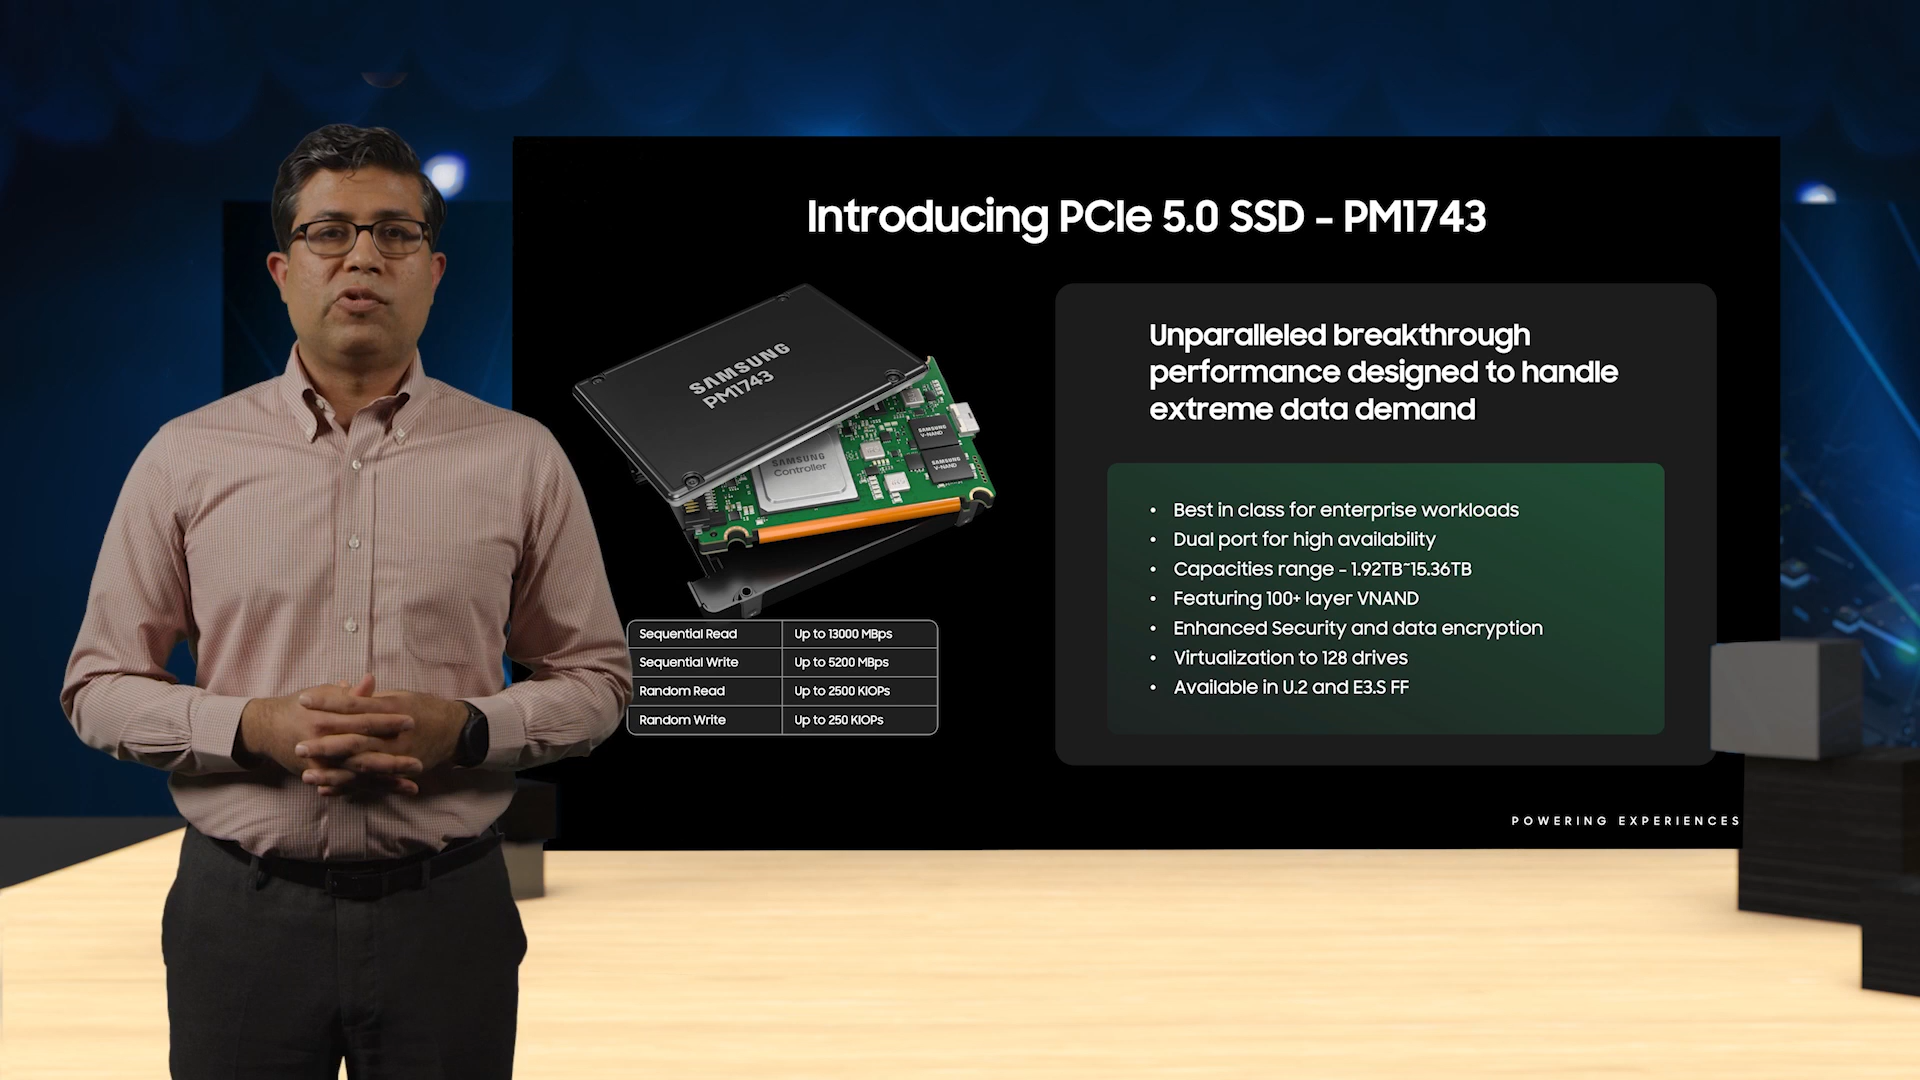 Introducing PCIe 5.0 SSD - PM1743
SAMSUNG
PM1743
SAMSUNG
Controller
SAMSUNG
V-NAND
SAMSUNG
V-NAND
Sequential Read Up to 13000 MBps
Sequential Write Up to 5200 MBps
Random Read Up to 2500 KIOPs
Random Write Up to 250 KIOPs
Unparalleled breakthrough
performance designed to handle
extreme data demand
• Best in class for enterprise workloads
• Dual port for high availability
• Capacities range - 1.92TB~15.36TB
• Featuring 100+ layer VNAND
• Enhanced Security and data encryption
• Virtualization to 128 drives
• Available in U.2 and E3.S FF
POWERING EXPERIENCES